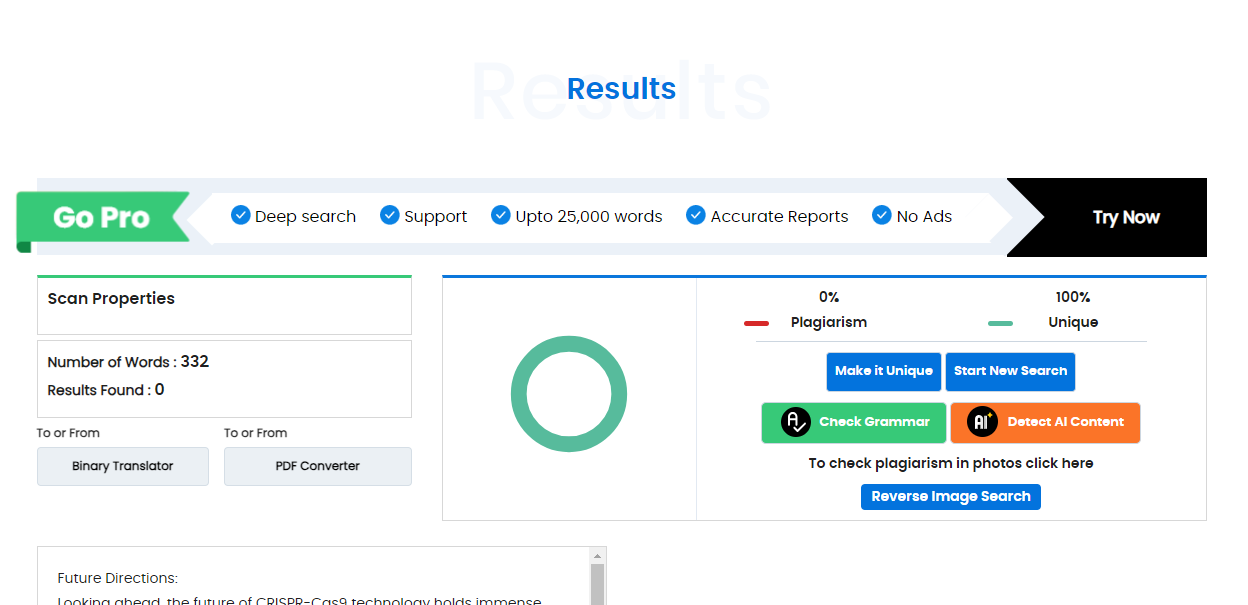 Results
Results
Go Pro
Deep search
Support
Upto 25,000 words
Accurate Reports
No Ads
Try Now
Scan Properties
Number of Words : 332
Results Found : 0
To or From
To or From
Binary Translator
PDF Converter
0%
100%
Plagiarism
Unique
Make it Unique
Start New Search
Check Grammar
AI
Detect AI Content
To check plagiarism in photos click here
Reverse Image Search
Future Directions:
Looking ahead, the future of CRISPR-Cas9 technology holds immense